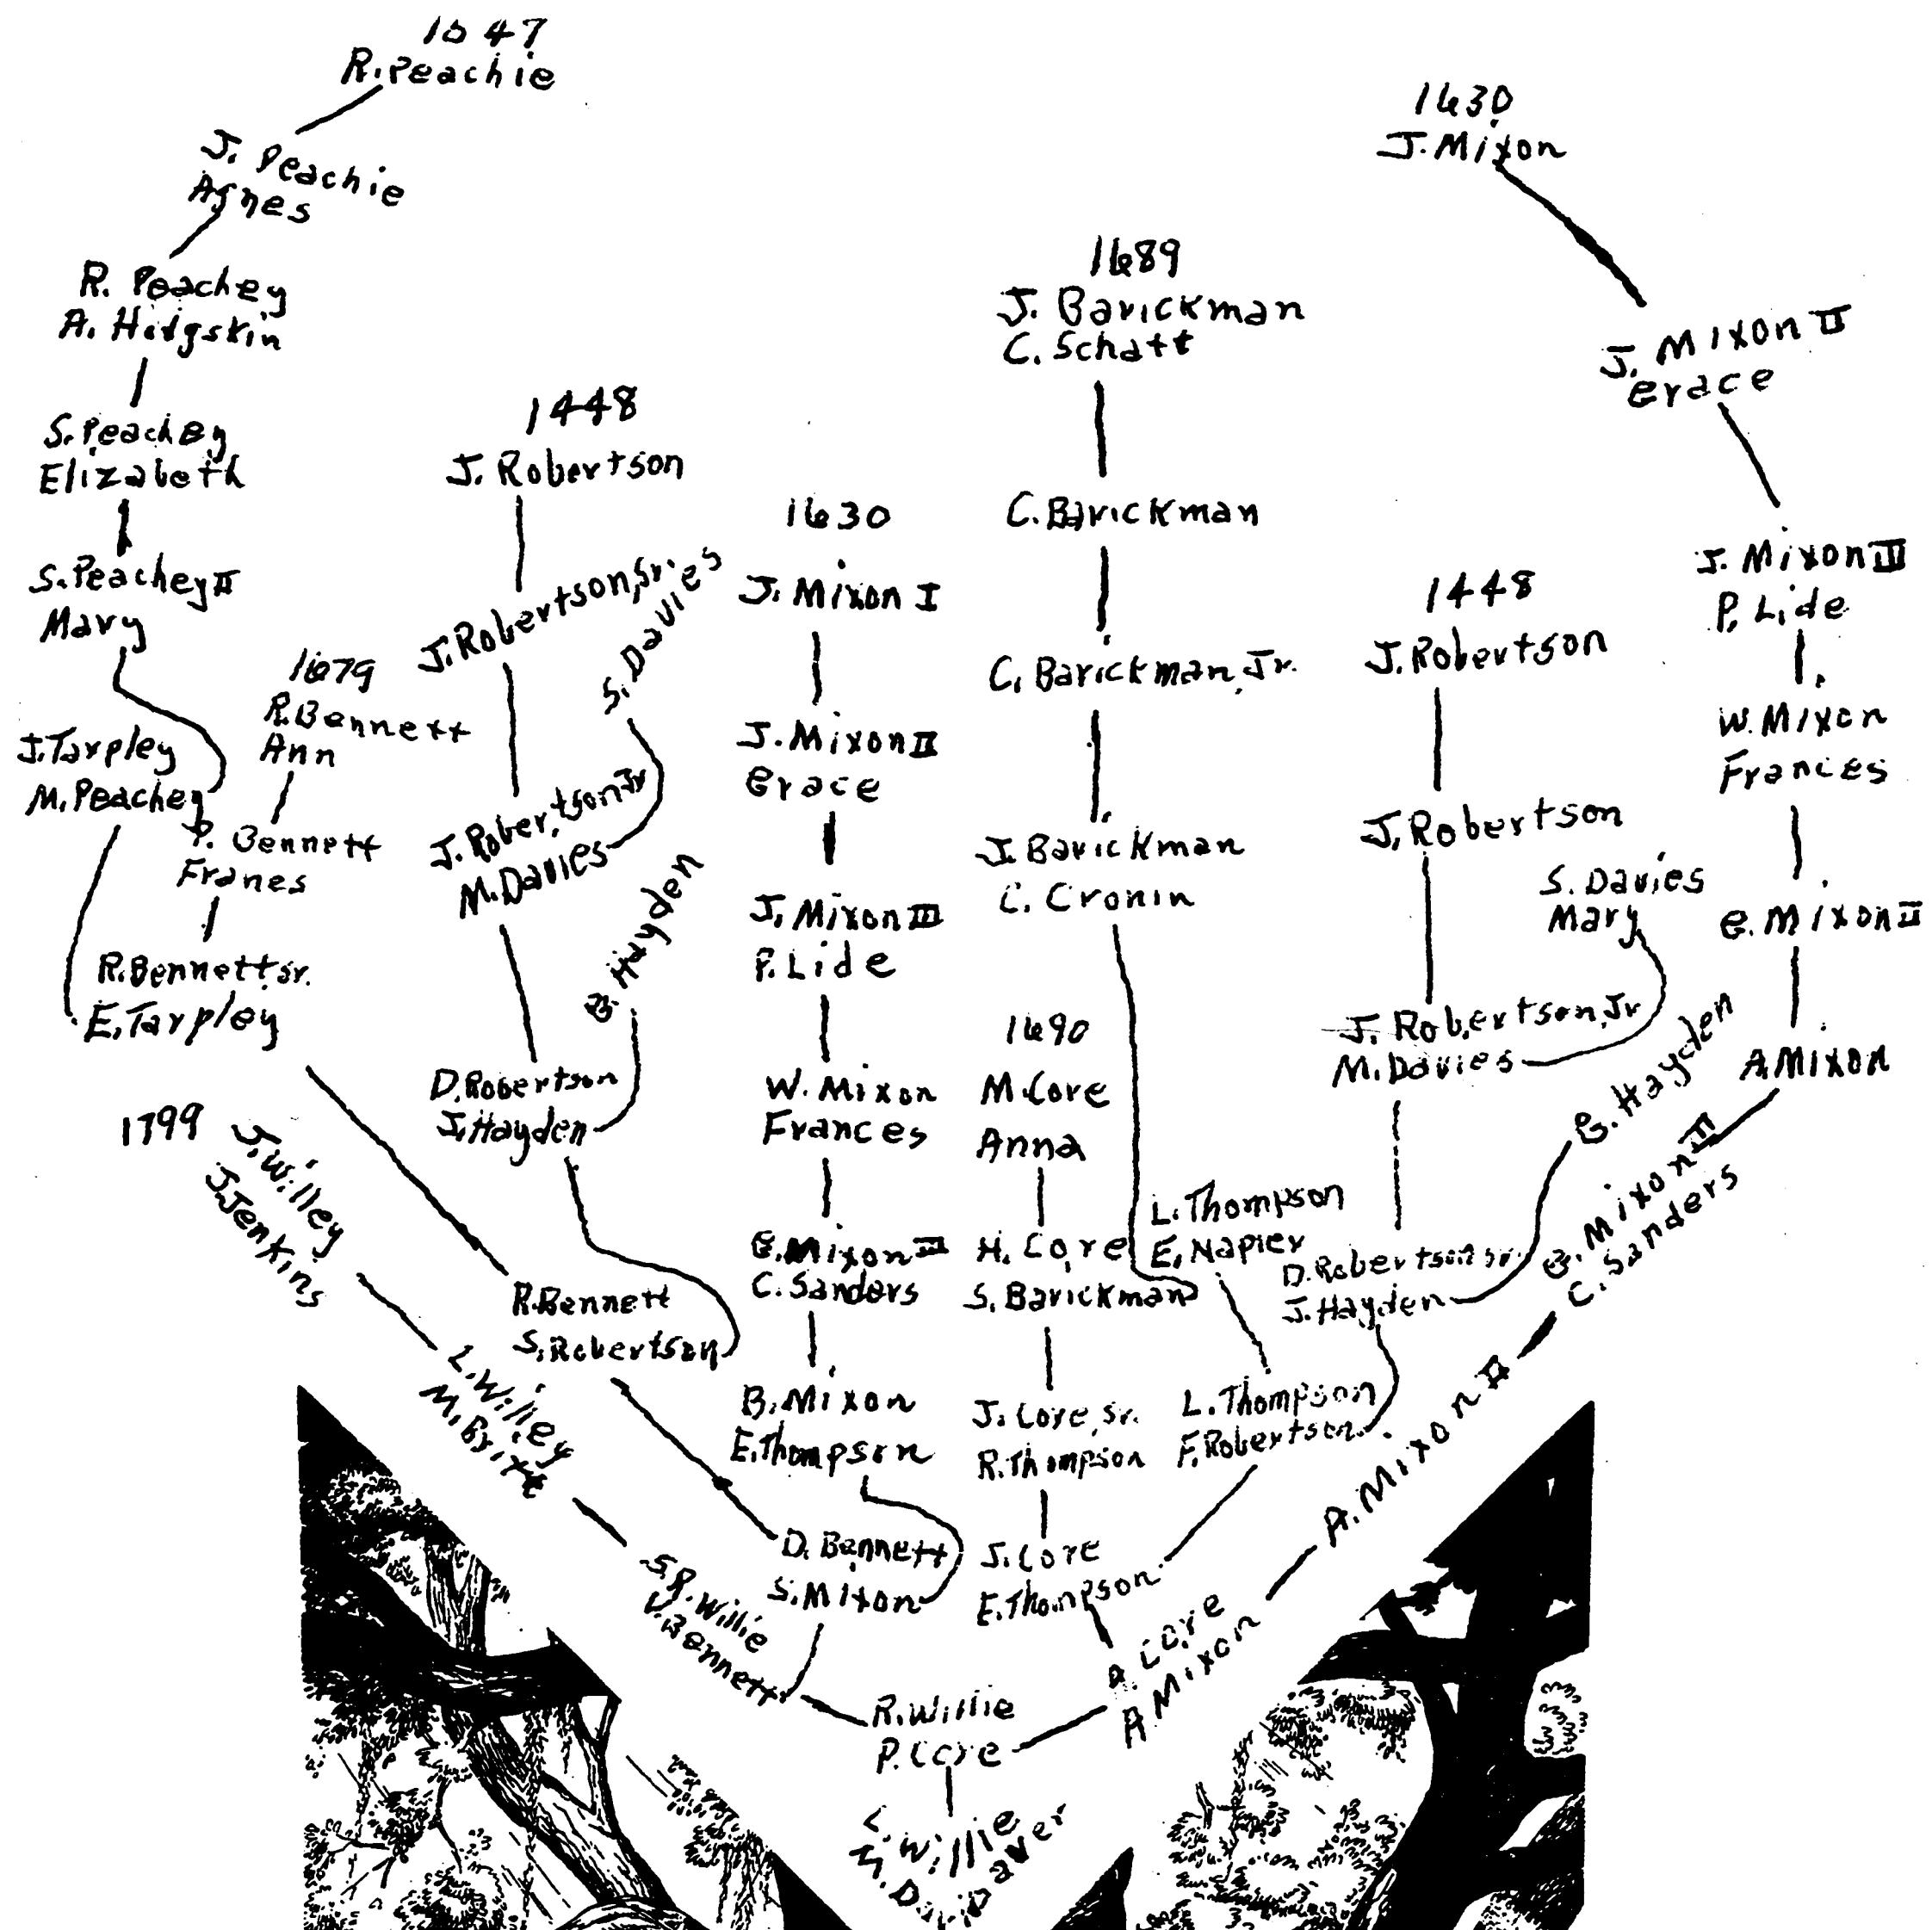 1547
R. Peachie
J. Peachie
Agnes
R. Peachey
A. Hodgskin
S. Peachey
Elizabeth
S. Peachey II
Mary
J. Tarpley
M. Peachey
1679
R. Bennett
Ann
P. Bennett
Franes
R. Bennett, sr.
E. Tarpley
1448
J. Robertson
J. Robertson, Sr.
S. Davies
J. Robertson Jr
M. Davies
G. Hayden
D. Robertson
J. Hayden
1799
J. Willey
J. Jenkins
L. Willey
M. Brixt
R. Bennett
S. Robertson
1630
J. Mixon I
J. Mixon II
Grace
J. Mixon III
P. Lide
W. Mixon
Frances
G. Mixon III
C. Sanders
B. Mixon
E. Thompson
D. Bennett
S. Mixon
S.R. Willie
V. Bennett
1689
J. Barickman
C. Schatt
C. Barickman
C. Barickman, Jr.
J. Barickman
C. Cronin
1690
M. Core
Anna
H. Core
S. Barickman
J. Core, sr.
R. Thompson
J. Core
E. Thompson
L. Thompson
E. Napier
L. Thompson
F. Robertson
1448
J. Robertson
J. Robertson
S. Davies
Mary
J. Robertson, Jr
M. Davies
G. Hayden
D. Robertson sr
J. Hayden
1630
J. Mixon
J. Mixon II
Grace
J. Mixon III
P. Lide
W. Mixon
Frances
G. Mixon II
A. Mixon
G. Mixon III
C. Sanders
A. Mixon II
A. Core
A. Mixon
R. Willie
P. Core
L. Willie